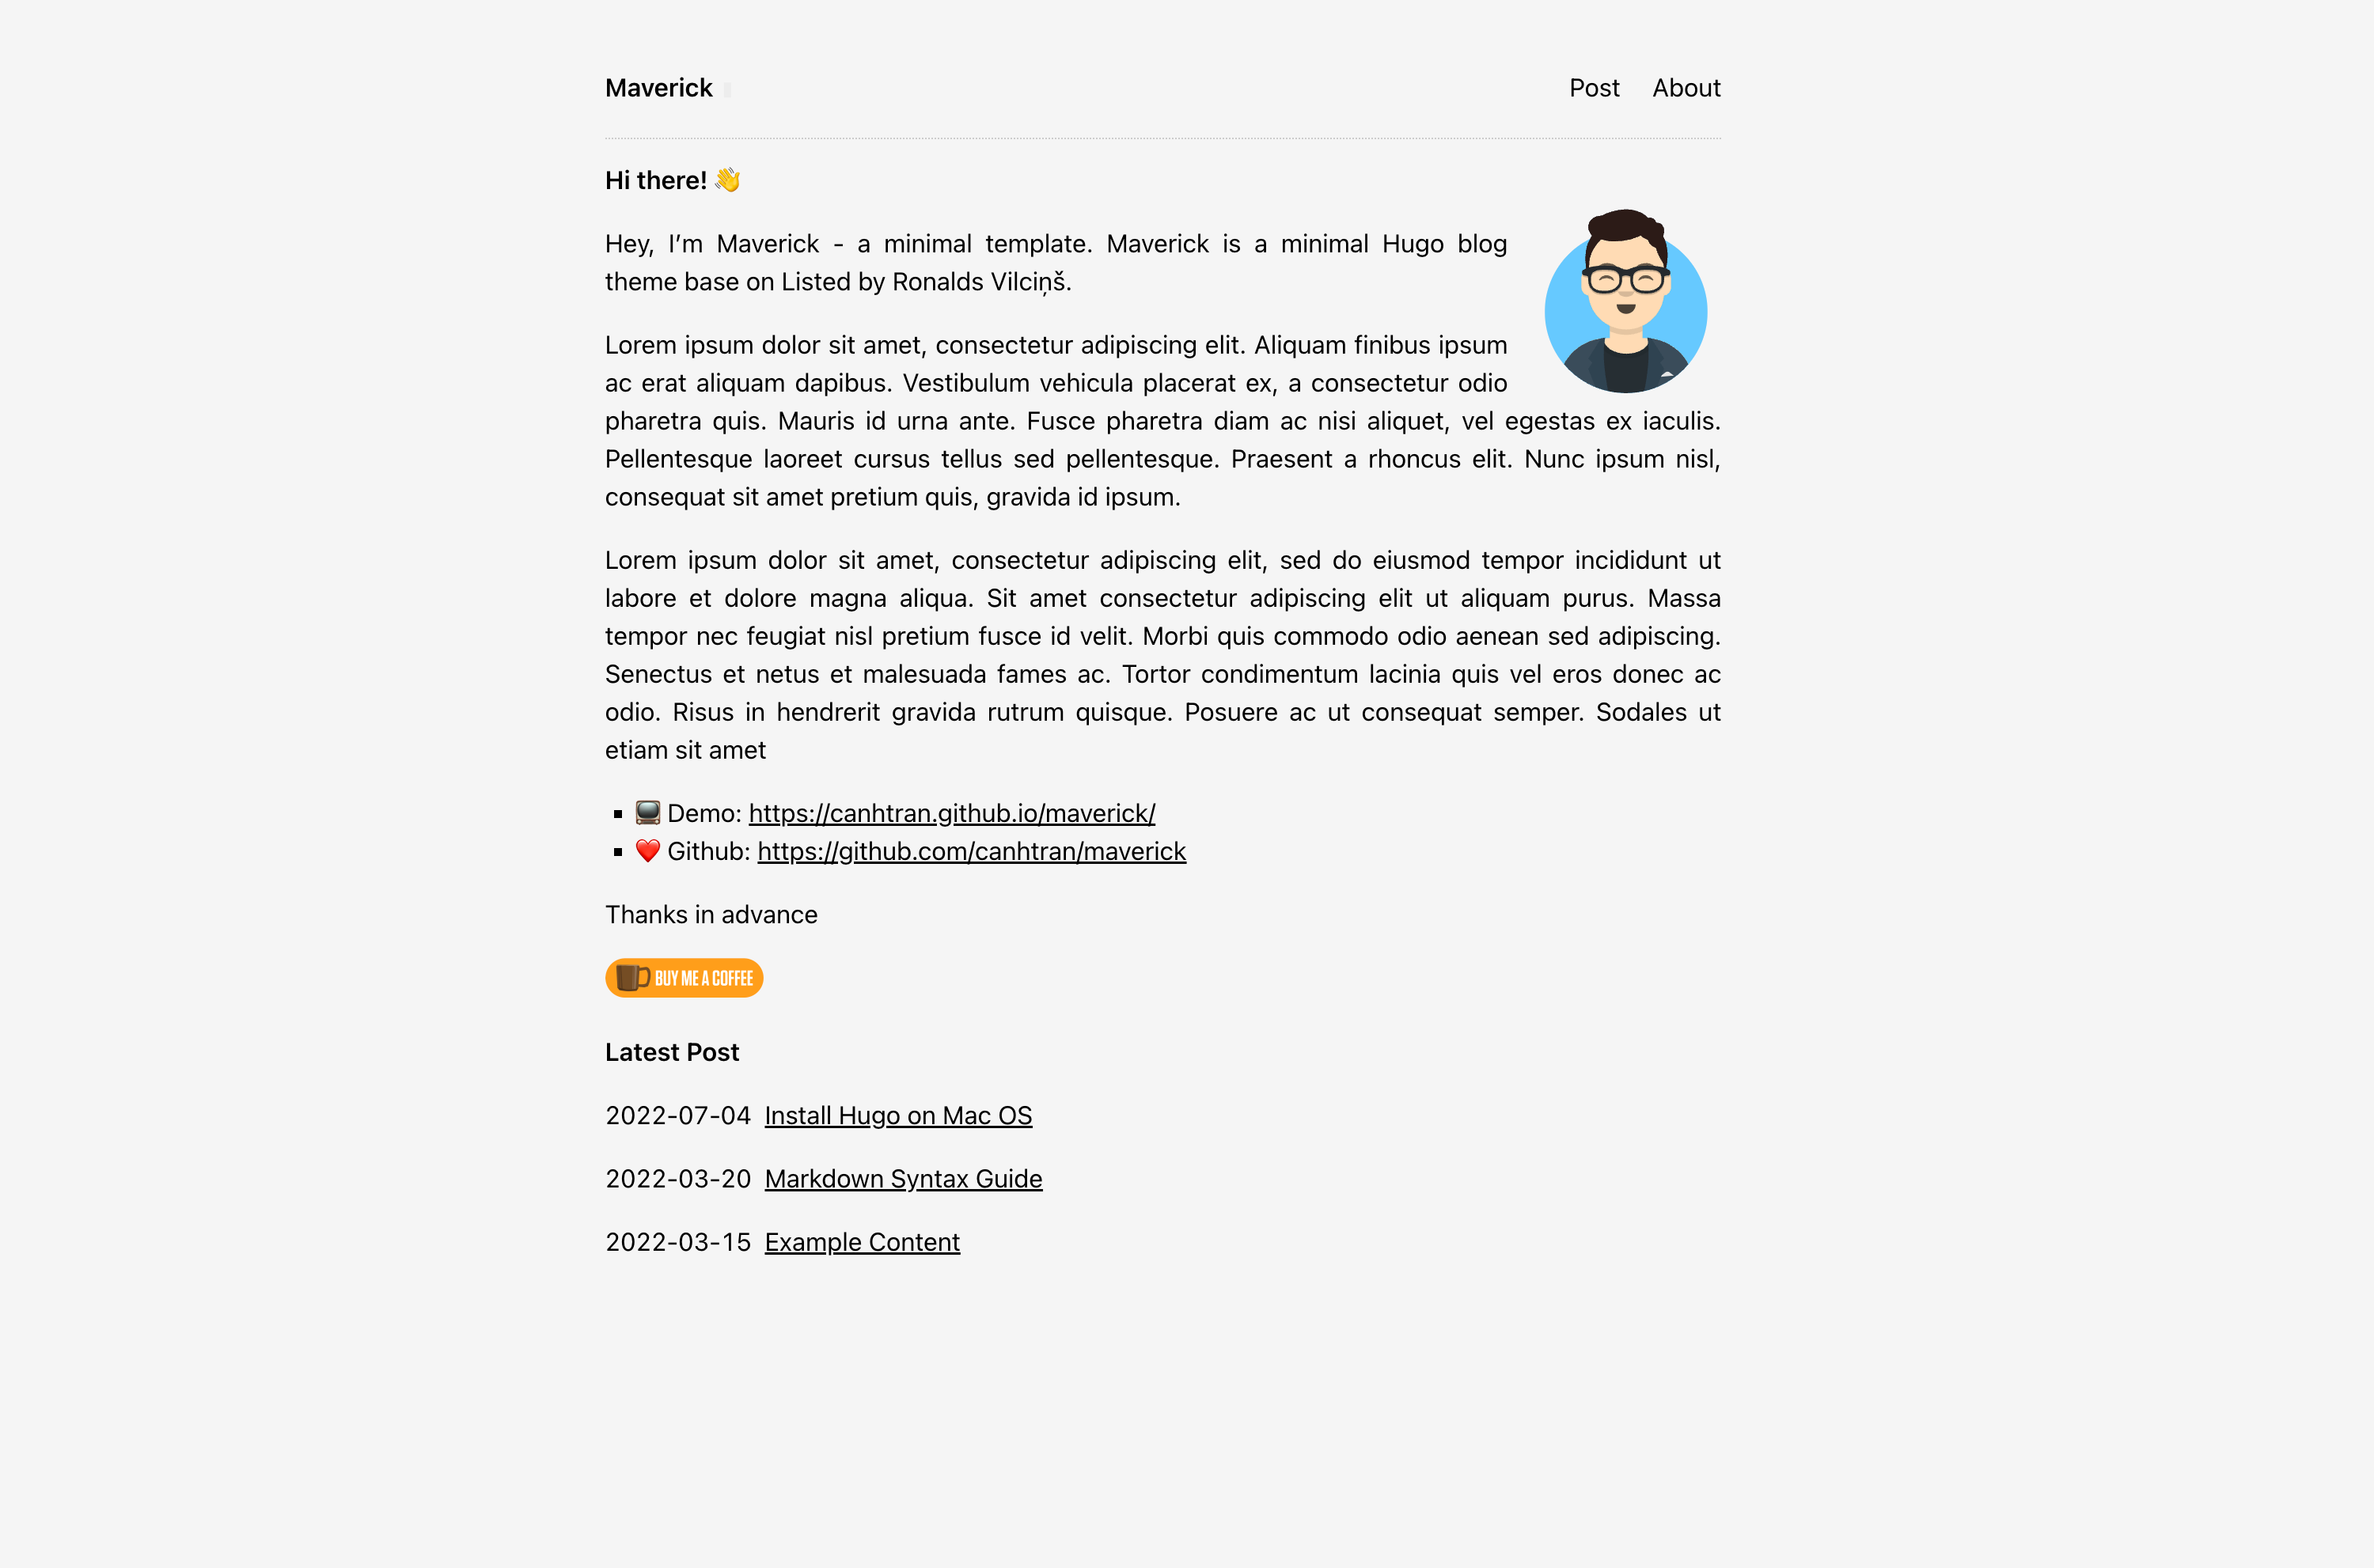 Maverick
Post About
Hi there! 👋
Hey, I’m Maverick - a minimal template. Maverick is a minimal Hugo blog
theme base on Listed by Ronalds Vilciņš.
Lorem ipsum dolor sit amet, consectetur adipiscing elit. Aliquam finibus ipsum
ac erat aliquam dapibus. Vestibulum vehicula placerat ex, a consectetur odio
pharetra quis. Mauris id urna ante. Fusce pharetra diam ac nisi aliquet, vel egestas ex iaculis.
Pellentesque laoreet cursus tellus sed pellentesque. Praesent a rhoncus elit. Nunc ipsum nisl,
consequat sit amet pretium quis, gravida id ipsum.
Lorem ipsum dolor sit amet, consectetur adipiscing elit, sed do eiusmod tempor incididunt ut
labore et dolore magna aliqua. Sit amet consectetur adipiscing elit ut aliquam purus. Massa
tempor nec feugiat nisl pretium fusce id velit. Morbi quis commodo odio aenean sed adipiscing.
Senectus et netus et malesuada fames ac. Tortor condimentum lacinia quis vel eros donec ac
odio. Risus in hendrerit gravida rutrum quisque. Posuere ac ut consequat semper. Sodales ut
etiam sit amet
📺 Demo: https://canhtran.github.io/maverick/
❤️ Github: https://github.com/canhtran/maverick
Thanks in advance
BUY ME A COFFEE
Latest Post
2022-07-04 Install Hugo on Mac OS
2022-03-20 Markdown Syntax Guide
2022-03-15 Example Content